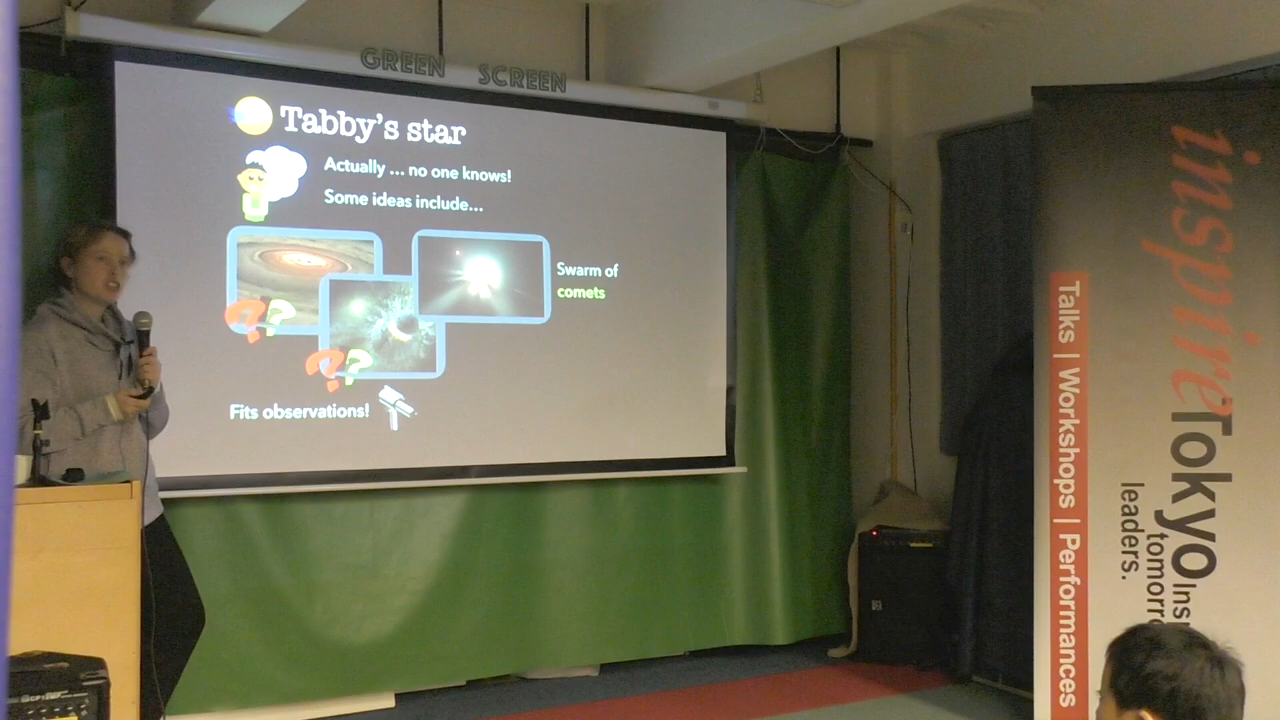 GREEN SCREEN
Tabby's star
Actually ... no one knows!
Some ideas include...
Swarm of
comets
??
??
Fits observations!
inspire
Tokyo
Talks | Workshops | Performances
tomorr
leaders.